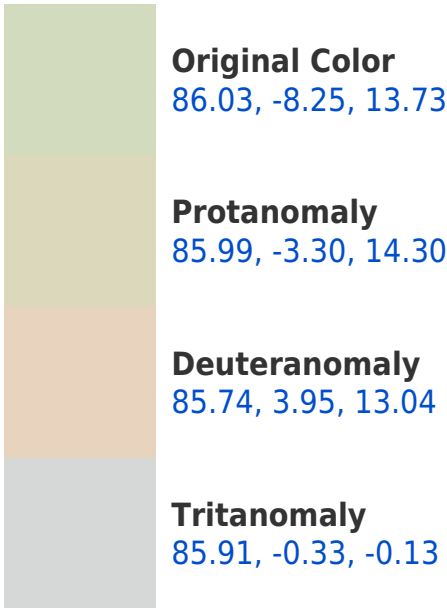 Original Color
86.03, -8.25, 13.73
Protanomaly
85.99, -3.30, 14.30
Deuteranomaly
85.74, 3.95, 13.04
Tritanomaly
85.91, -0.33, -0.13